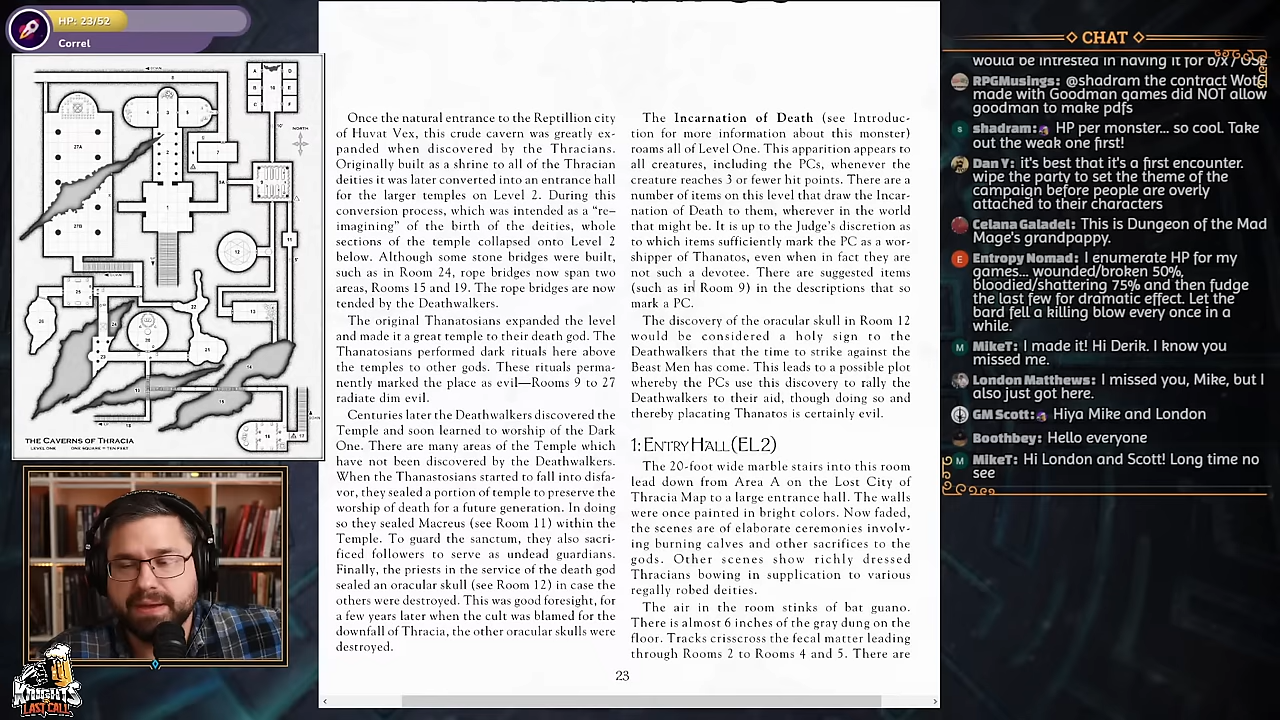 HP: 23/52
Correl
NORTH
THE CAVERNS OF THRACIA
LEVEL ONE ONE SQUARE = TEN FEET
KNIGHTS
OF
LAST CALL
Once the natural entrance to the Reptillion city
of Huvat Vex, this crude cavern was greatly ex-
panded when discovered by the Thracians.
Originally built as a shrine to all of the Thracian
deities it was later converted into an entrance hall
for the larger temples on Level 2. During this
conversion process, which was intended as a “re–
imagining” of the birth of the deities, whole
sections of the temple collapsed onto Level 2
below. Although some stone bridges were built,
such as in Room 24, rope bridges now span two
areas, Rooms 15 and 19. The rope bridges are now
tended by the Deathwalkers.
The original Thanatosians expanded the level
and made it a great temple to their death god. The
Thanatosians performed dark rituals here above
the temples to other gods. These rituals perma-
nently marked the place as evil—Rooms 9 to 27
radiate dim evil.
Centuries later the Deathwalkers discovered the
Temple and soon learned to worship of the Dark
One. There are many areas of the Temple which
have not been discovered by the Deathwalkers.
When the Thanastosians started to fall into disfa-
vor, they sealed a portion of temple to preserve the
worship of death for a future generation. In doing
so they sealed Macreus (see Room 11) within the
Temple. To guard the sanctum, they also sacri-
ficed followers to serve as undead guardians.
Finally, the priests in the service of the death god
sealed an oracular skull (see Room 12) in case the
others were destroyed. This was good foresight, for
a few years later when the cult was blamed for the
downfall of Thracia, the other oracular skulls were
destroyed.
The Incarnation of Death (see Introduc-
tion for more information about this monster)
roams all of Level One. This apparition appears to
all creatures, including the PCs, whenever the
creature reaches 3 or fewer hit points. There are a
number of items on this level that draw the Incar-
nation of Death to them, wherever in the world
that might be. It is up to the Judge’s discretion as
to which items sufficiently mark the PC as a wor-
shipper of Thanatos, even when in fact they are
not such a devotee. There are suggested items
(such as in Room 9) in the descriptions that so
mark a PC.
The discovery of the oracular skull in Room 12
would be considered a holy sign to the
Deathwalkers that the time to strike against the
Beast Men has come. This leads to a possible plot
whereby the PCs use this discovery to rally the
Deathwalkers to their aid, though doing so and
thereby placating Thanatos is certainly evil.
1: ENTRY HALL (EL 2)
The 20-foot wide marble stairs into this room
lead down from Area A on the Lost City of
Thracia Map to a large entrance hall. The walls
were once painted in bright colors. Now faded,
the scenes are of elaborate ceremonies involv-
ing burning calves and other sacrifices to the
gods. Other scenes show richly dressed
Thracians bowing in supplication to various
regally robed deities.
The air in the room stinks of bat guano.
There is almost 6 inches of the gray dung on the
floor. Tracks crisscross the fecal matter leading
through Rooms 2 to Rooms 4 and 5. There are
23
CHAT
would be intrested in having it for b/x / OSE
RPGMusings: @shadram the contract Wotc
made with Goodman games did NOT allow
goodman to make pdfs
shadram: HP per monster... so cool. Take
out the weak one first!
Dan Y: it's best that it's a first encounter.
wipe the party to set the theme of the
campaign before people are overly
attached to their characters
Celana Galadel: This is Dungeon of the Mad
Mage's grandpappy.
Entropy Nomad: I enumerate HP for my
games... wounded/broken 50%,
bloodied/shattering 75% and then fudge
the last few for dramatic effect. Let the
bard fell a killing blow every once in a
while.
MikeT: I made it! Hi Derik. I know you
missed me.
London Matthews: I missed you, Mike, but I
also just got here.
GM Scott: Hiya Mike and London
Boothbey: Hello everyone
MikeT: Hi London and Scott! Long time no
see